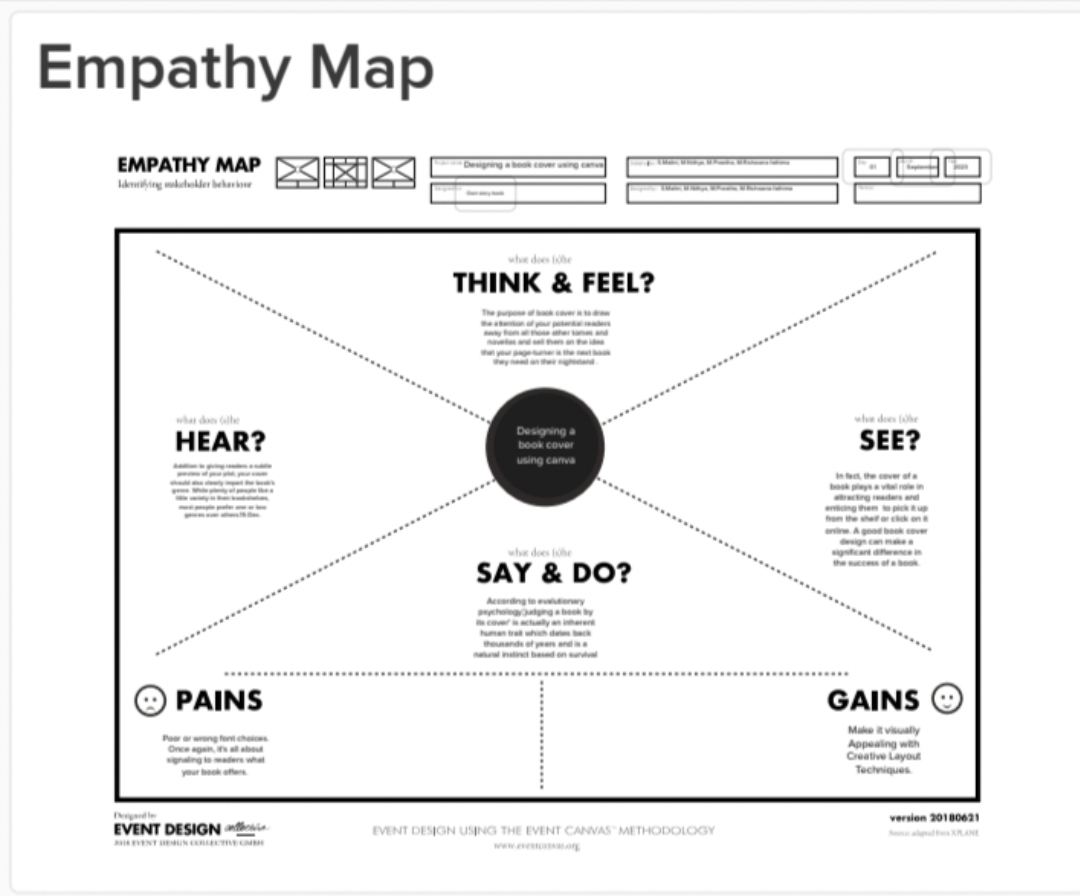 Empathy Map
EMPATHY MAP
Identifying stakeholder behaviour
Designing a book cover using canva
S.Malini, M.Nithya, M.Preetha, M.Rishwana fathima
01
September
2023
S.Malini, M.Nithya, M.Preetha, M.Rishwana fathima
what does (s)he
THINK & FEEL?
The purpose of book cover is to draw
the attention of your potential readers
away from all those other tomes and
novellas and sell them on the idea
that your page-turner is the next book
they need on their nightstand .
what does (s)he
HEAR?
Addition to giving readers a subtle
preview of your plot, your cover
should also clearly impart the book's
genre. While plenty of people like a
little variety in their bookshelves,
most people prefer one or two
genres over others
Designing a
book cover
using canva
what does (s)he
SEE?
In fact, the cover of a
book plays a vital role in
attracting readers and
enticing them to pick it up
from the shelf or click on it
online. A good book cover
design can make a
significant difference in
the success of a book.
what does (s)he
SAY & DO?
According to evolutionary
psychology,'judging a book by
its cover' is actually an inherent
human trait which dates back
thousands of years and is a
natural instinct based on survival
PAINS
Poor or wrong font choices.
Once again, it's all about
signaling to readers what
your book offers.
GAINS
Make it visually
Appealing with
Creative Layout
Techniques.
Designed by
EVENT DESIGN collective
2018 EVENT DESIGN COLLECTIVE GMBH
EVENT DESIGN USING THE EVENT CANVAS™ METHODOLOGY
www.eventcanvas.org
version 20180621
Source: adapted from XPLANE